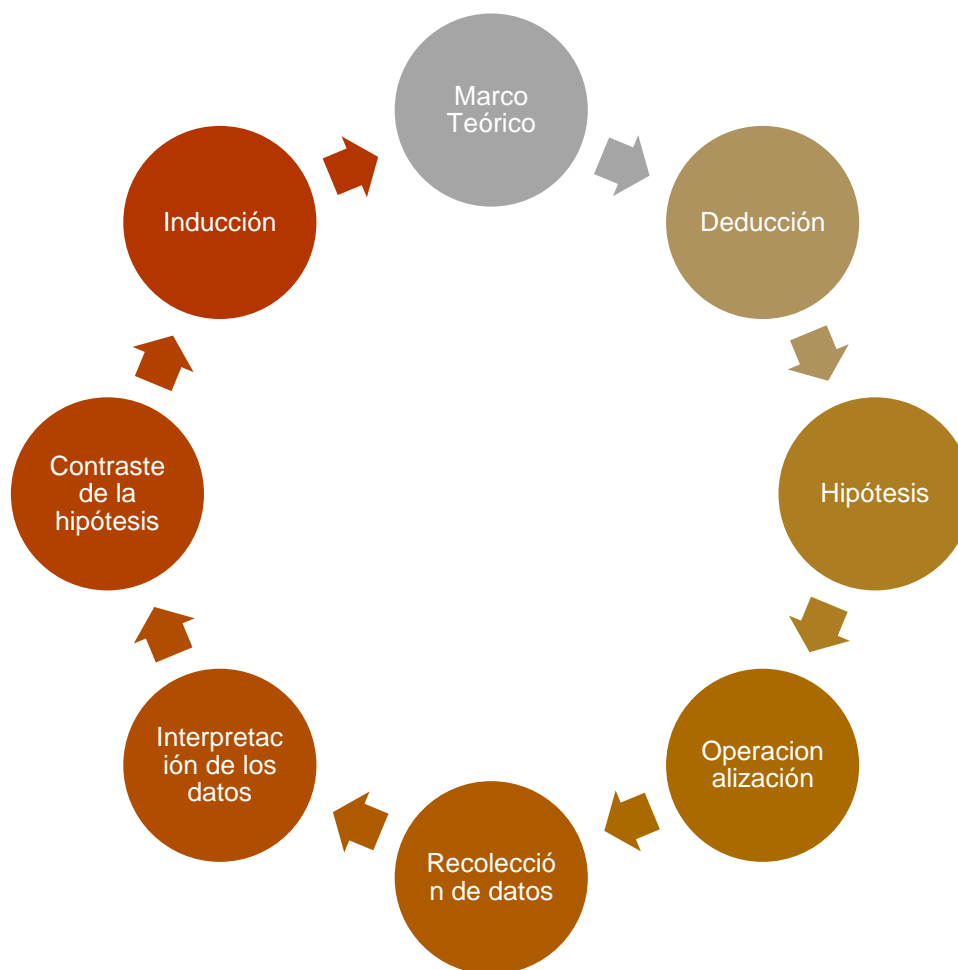 Marco
Teórico
Deducción
Hipótesis
Operacion
alización
Recolecció
n de datos
Interpretac
ión de los
datos
Contraste
de la
hipótesis
Inducción